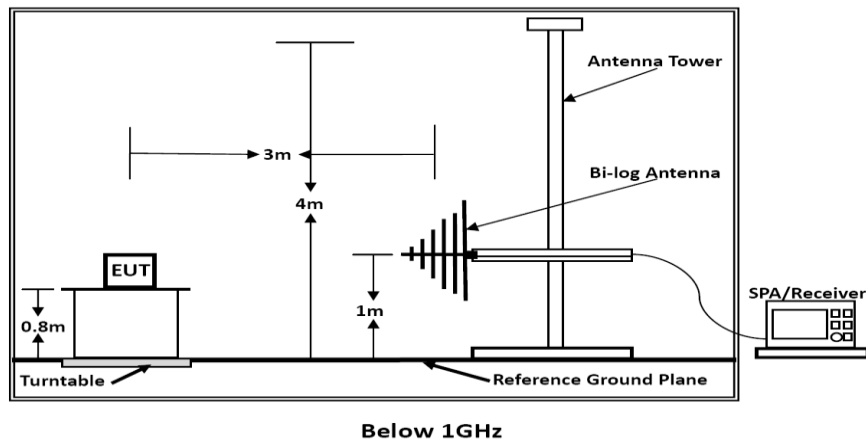 Antenna Tower
3m
Bi-log Antenna
4m
EUT
SPA/Receiver
1m
0.8m
Turntable
Reference Ground Plane
Below 1GHz